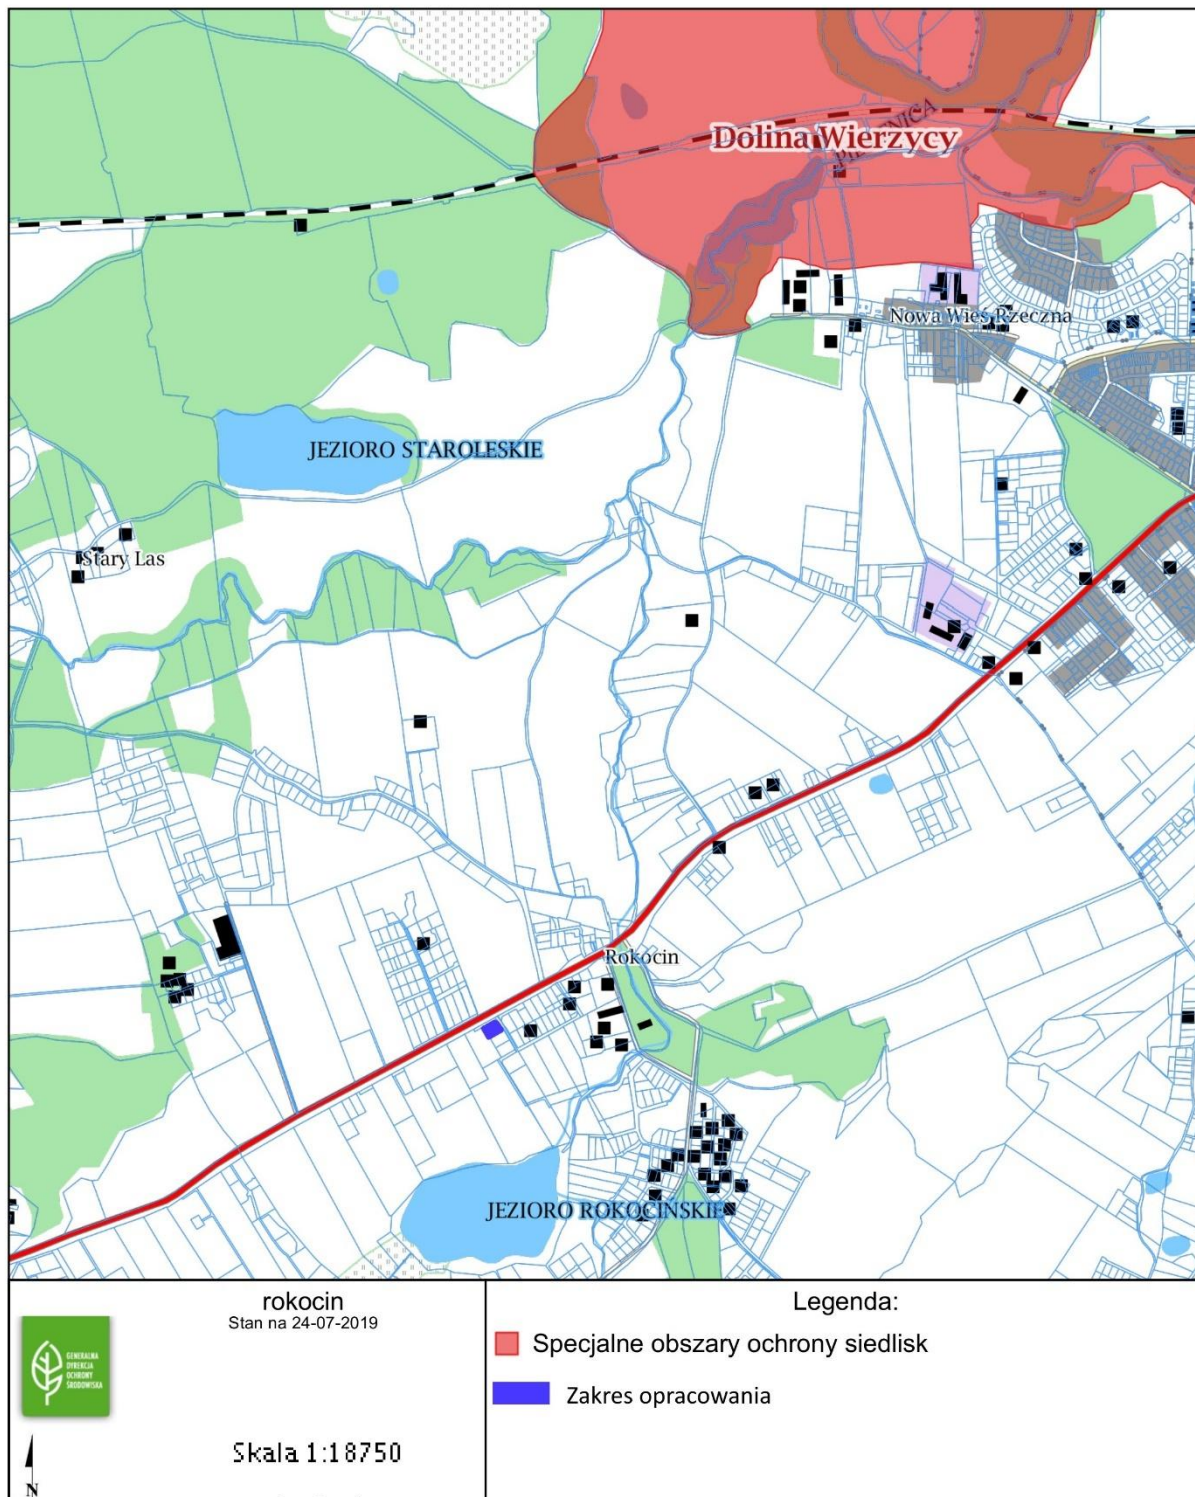 Dolina Wierzycy
Nowa Wieś Rzeczna
JEZIORO STAROLESKIE
Stary Las
Rokocin
JEZIORO ROKOCIŃSKIE
rokocin
Stan na 24-07-2019
GENERALNA
DYREKCJA
OCHRONY
ŚRODOWISKA
Skala 1:18750
N
Legenda:
Specjalne obszary ochrony siedlisk
Zakres opracowania